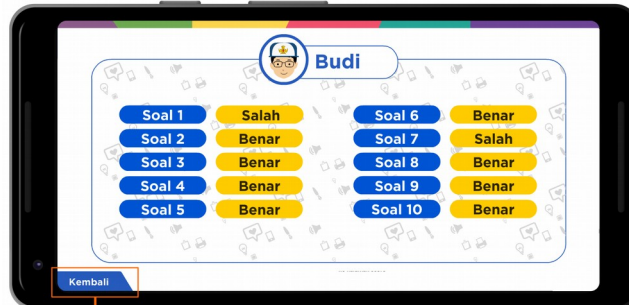 Budi
Soal 1 Salah
Soal 2 Benar
Soal 3 Benar
Soal 4 Benar
Soal 5 Benar
Soal 6 Benar
Soal 7 Salah
Soal 8 Benar
Soal 9 Benar
Soal 10 Benar
Kembali